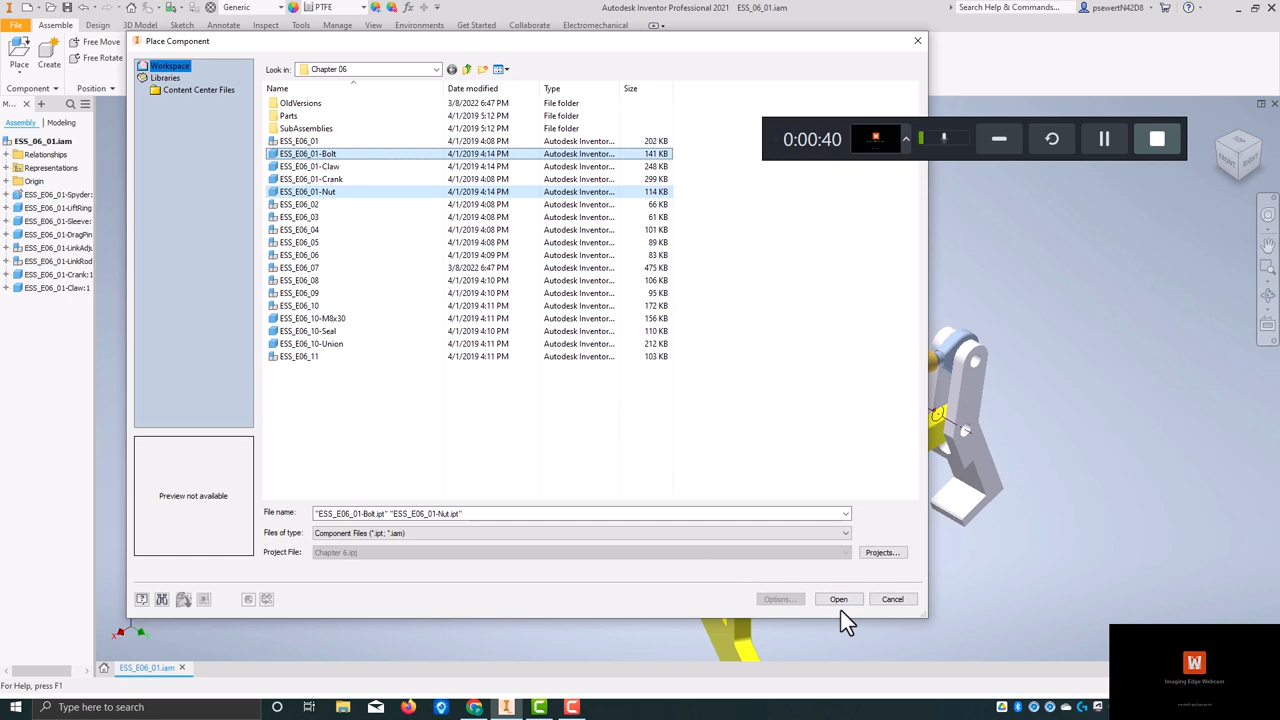 Generic
PTFE
Autodesk Inventor Professional 2021 ESS_E06_01.iam
Search Help & Commands...
psewertN42D8
File
Assemble
Design
3D Model
Sketch
Annotate
Inspect
Tools
Manage
View
Environments
Get Started
Collaborate
Electromechanical
Place
Create
Free Move
Free Rotate
Component
Position
Place Component
Workspace
Libraries
Content Center Files
Look in:
Chapter 06
Name Date modified Type Size
OldVersions 3/8/2022 6:47 PM File folder
Parts 4/1/2019 5:12 PM File folder
SubAssemblies 4/1/2019 5:12 PM File folder
ESS_E06_01 4/1/2019 4:08 PM Autodesk Inventor... 202 KB
ESS_E06_01-Bolt 4/1/2019 4:14 PM Autodesk Inventor... 141 KB
ESS_E06_01-Claw 4/1/2019 4:14 PM Autodesk Inventor... 248 KB
ESS_E06_01-Crank 4/1/2019 4:08 PM Autodesk Inventor... 299 KB
ESS_E06_01-Nut 4/1/2019 4:14 PM Autodesk Inventor... 114 KB
ESS_E06_02 4/1/2019 4:08 PM Autodesk Inventor... 66 KB
ESS_E06_03 4/1/2019 4:08 PM Autodesk Inventor... 61 KB
ESS_E06_04 4/1/2019 4:08 PM Autodesk Inventor... 101 KB
ESS_E06_05 4/1/2019 4:08 PM Autodesk Inventor... 89 KB
ESS_E06_06 4/1/2019 4:09 PM Autodesk Inventor... 83 KB
ESS_E06_07 3/8/2022 6:47 PM Autodesk Inventor... 475 KB
ESS_E06_08 4/1/2019 4:10 PM Autodesk Inventor... 106 KB
ESS_E06_09 4/1/2019 4:10 PM Autodesk Inventor... 95 KB
ESS_E06_10 4/1/2019 4:11 PM Autodesk Inventor... 172 KB
ESS_E06_10-M8x30 4/1/2019 4:11 PM Autodesk Inventor... 156 KB
ESS_E06_10-Seal 4/1/2019 4:10 PM Autodesk Inventor... 110 KB
ESS_E06_10-Union 4/1/2019 4:11 PM Autodesk Inventor... 212 KB
ESS_E06_11 4/1/2019 4:11 PM Autodesk Inventor... 103 KB
Preview not available
File name: "ESS_E06_01-Bolt.ipt" "ESS_E06_01-Nut.ipt"
Files of type: Component Files (*.ipt; *.iam)
Project File: Chapter 6.ipj
Projects...
Options...
Open
Cancel
M...
Assembly
Modeling
ESS_06_01.iam
Relationships
Representations
Origin
ESS_E06_01-Spyder:
ESS_E06_01-LiftRing:
ESS_E06_01-Sleeve:
ESS_E06_01-DragPin
ESS_E06_01-LinkAdj
ESS_E06_01-LinkRod
ESS_E06_01-Crank:1
ESS_E06_01-Claw:1
0:00:40
W
TOP
FRONT
RIGHT
X
Y
W
Imaging Edge Webcam
ESS_E06_01.iam
For Help, press F1
Type here to search